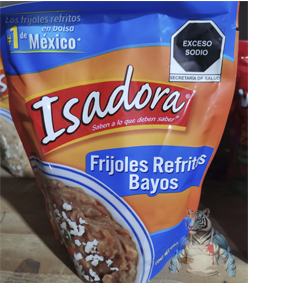 Los frijoles refritos
en bolsa
#1 de
México*
EXCESO
SODIO
SECRETARÍA DE SALUD
Isadora
Saben a lo que deben saber
Frijoles Refritos
Bayos